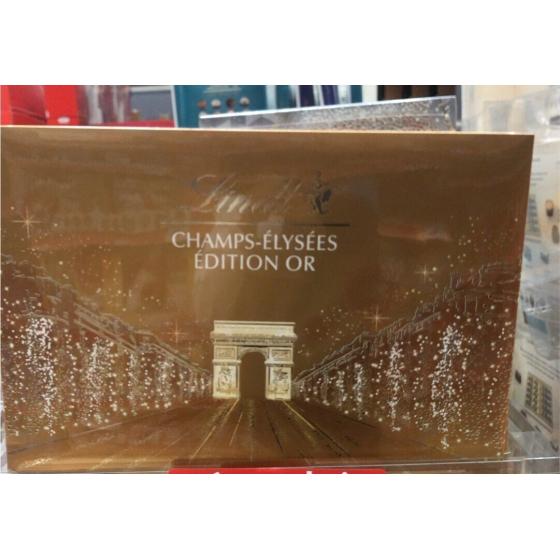 Lindt
CHAMPS-ÉLYSÉES
ÉDITION OR